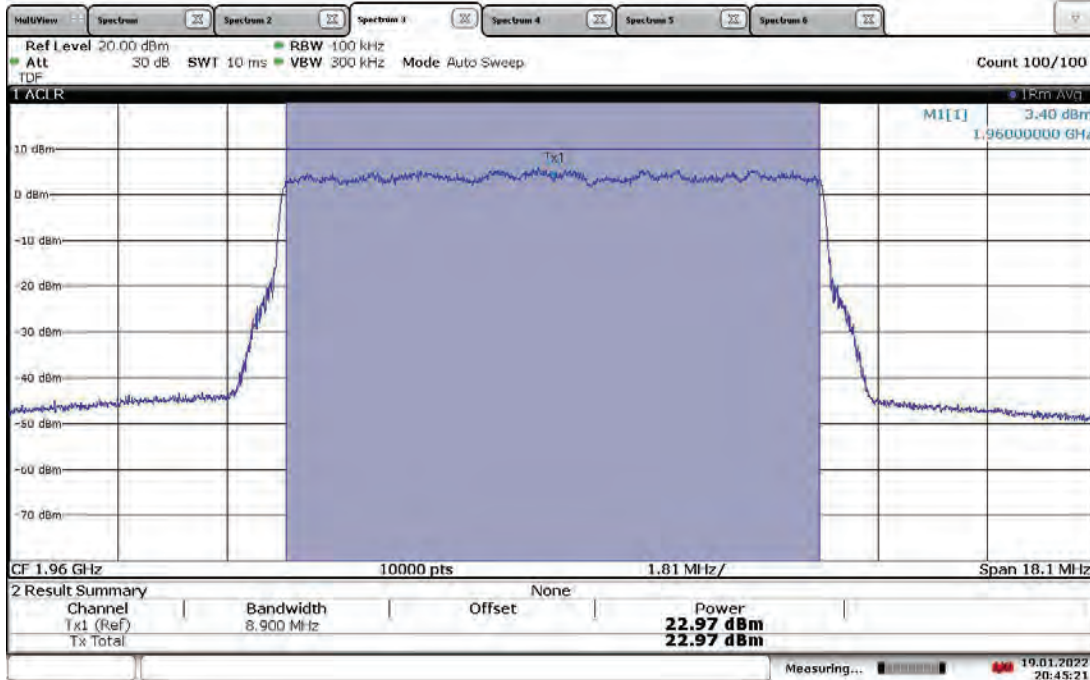 MultiView Spectrum Spectrum 2 Spectrum 3 Spectrum 4 Spectrum 5 Spectrum 6
Ref Level 20.00 dBm RBW 100 kHz
Att 30 dB SWT 10 ms VBW 300 kHz Mode Auto Sweep Count 100/100
TDF
1 ACLR 1Rm Avg
M1[1] 3.40 dBm
1.96000000 GHz
10 dBm
Tx1
0 dBm
-10 dBm
-20 dBm
-30 dBm
-40 dBm
-50 dBm
-60 dBm
-70 dBm
CF 1.96 GHz 10000 pts 1.81 MHz/ Span 18.1 MHz
2 Result Summary None
Channel Bandwidth Offset Power
Tx1 (Ref) 8.900 MHz 22.97 dBm
Tx Total 22.97 dBm
Measuring... 19.01.2022
20:45:21